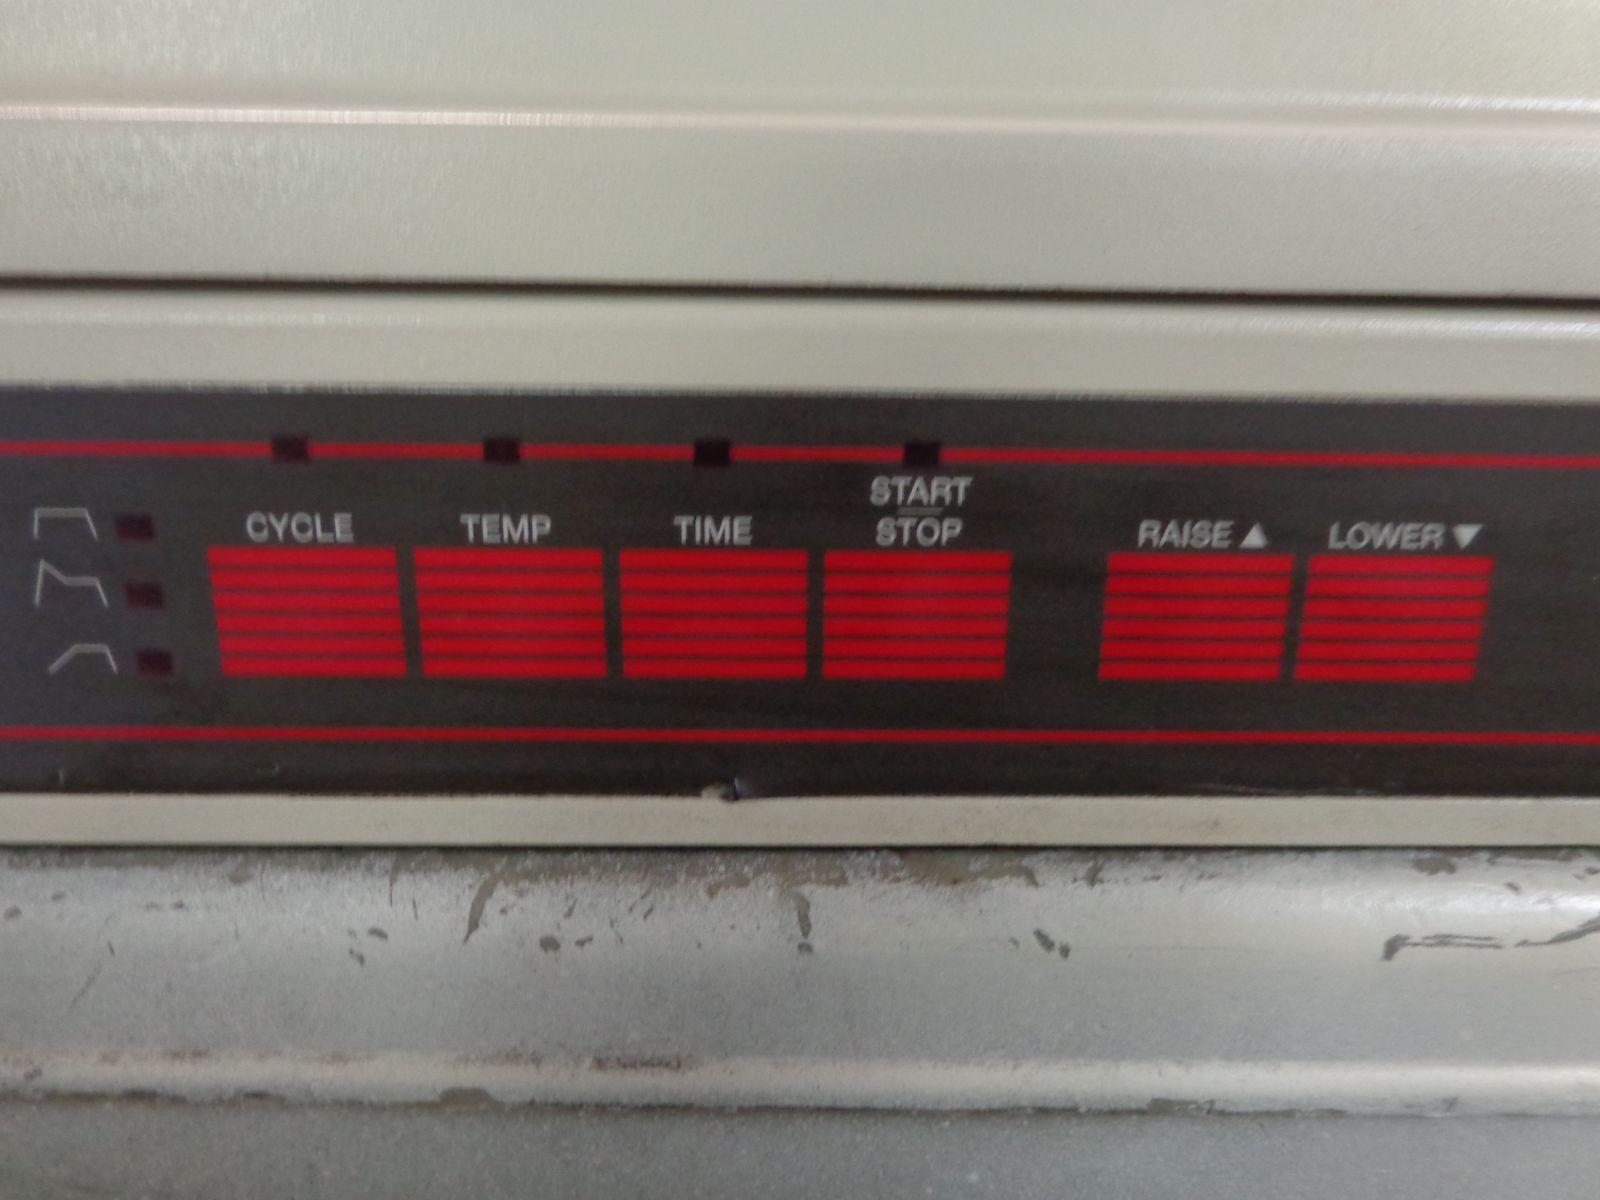 START
CYCLE TEMP TIME STOP RAISE ▲ LOWER ▼